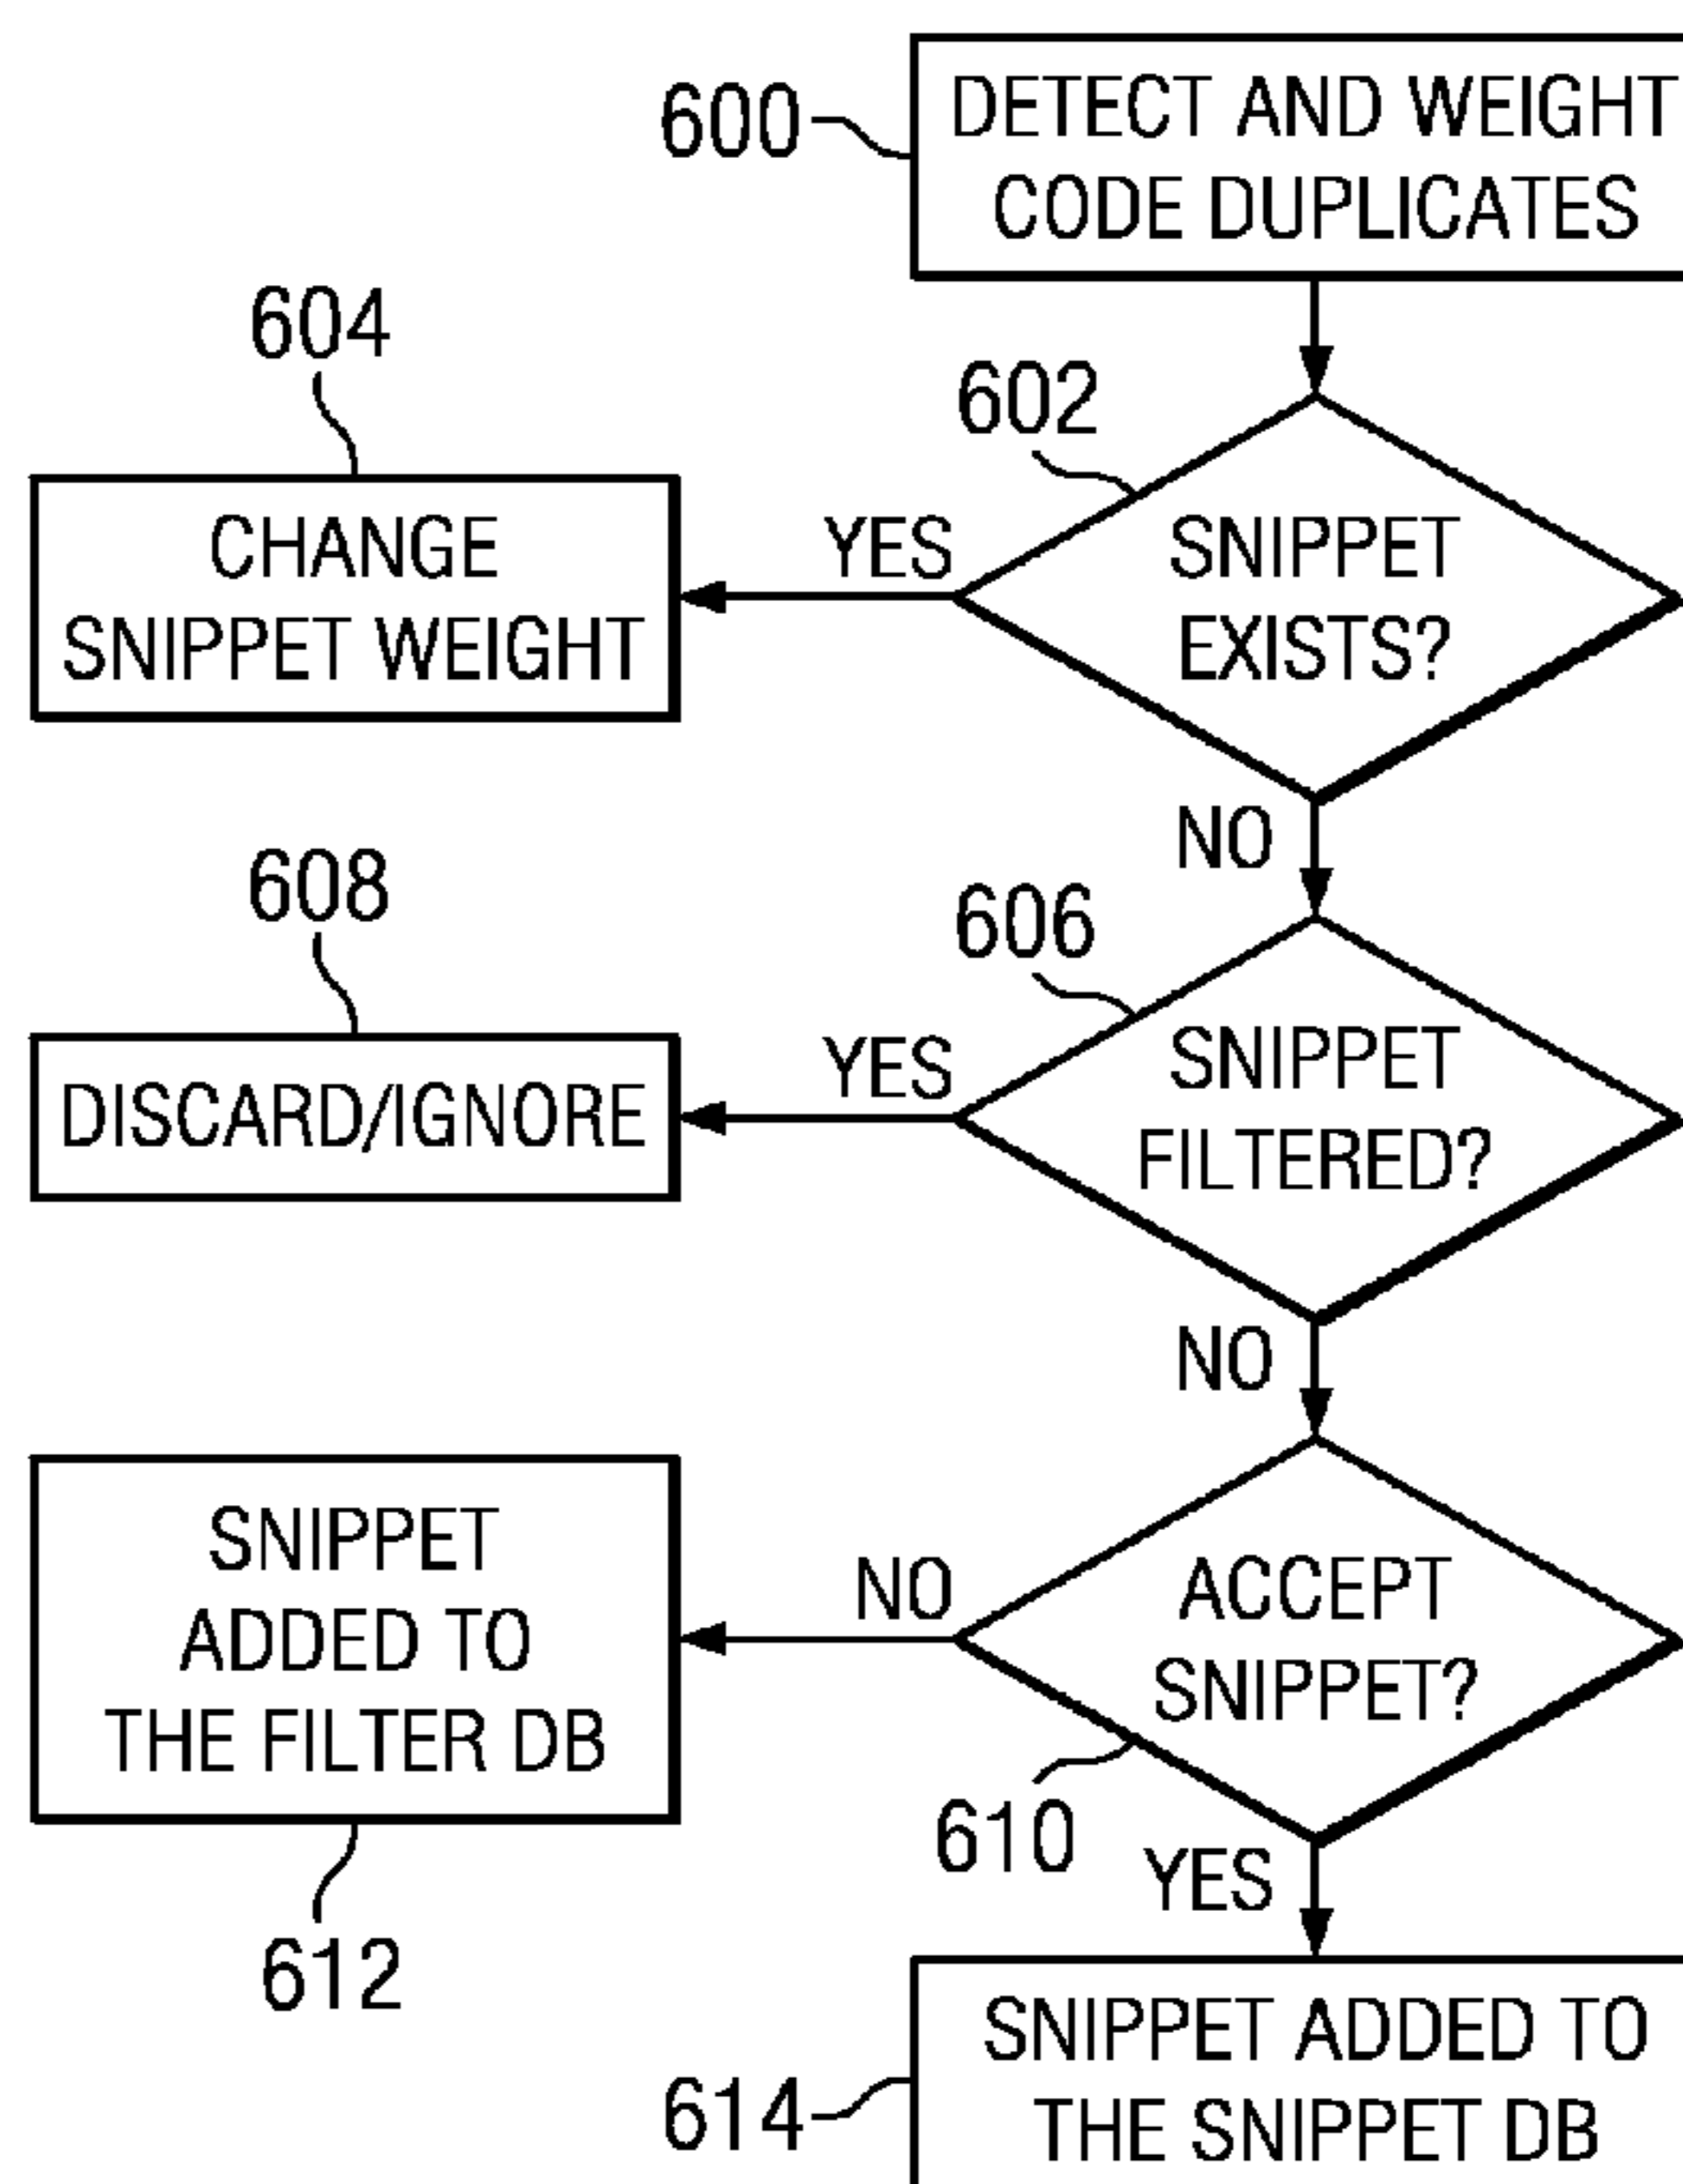 600
DETECT AND WEIGHT
CODE DUPLICATES
602
SNIPPET
EXISTS?
YES
604
CHANGE
SNIPPET WEIGHT
NO
606
SNIPPET
FILTERED?
YES
608
DISCARD/IGNORE
NO
ACCEPT
SNIPPET?
610
NO
SNIPPET
ADDED TO
THE FILTER DB
612
YES
614
SNIPPET ADDED TO
THE SNIPPET DB